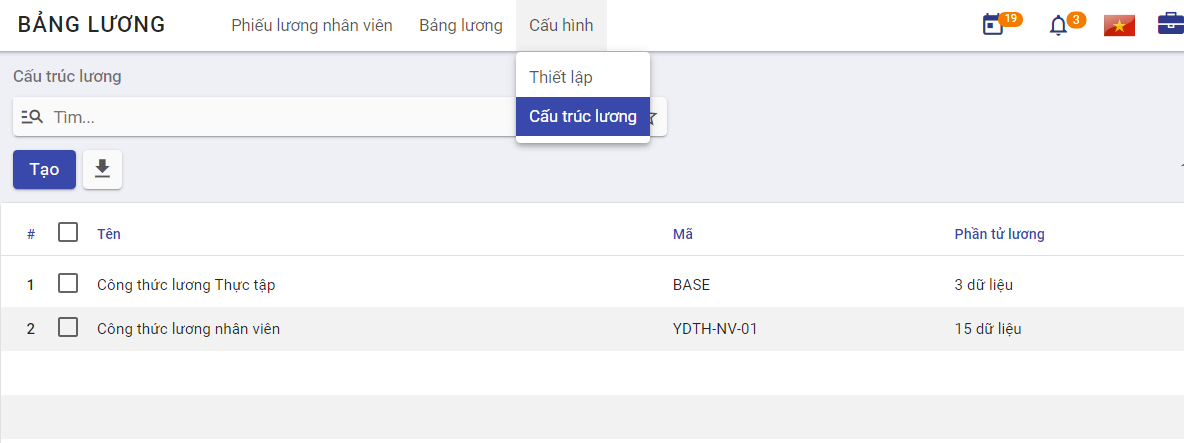 BẢNG LƯƠNG Phiếu lương nhân viên Bảng lương Cấu hình 19 3
Cấu trúc lương Thiết lập
Tìm... Cấu trúc lương
Tạo
# Tên Mã Phần tử lương
1 Công thức lương Thực tập BASE 3 dữ liệu
2 Công thức lương nhân viên YDTH-NV-01 15 dữ liệu